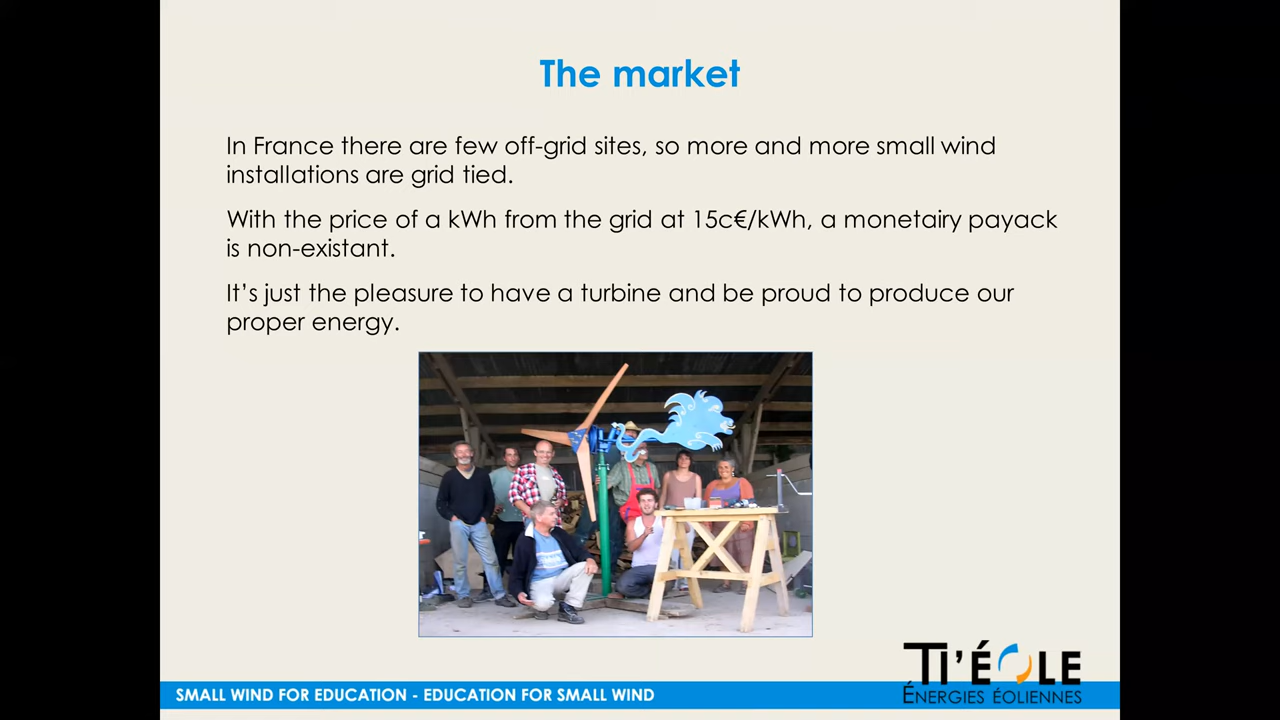 The market
In France there are few off-grid sites, so more and more small wind
installations are grid tied.
With the price of a kWh from the grid at 15c€/kWh, a monetairy payack
is non-existant.
It's just the pleasure to have a turbine and be proud to produce our
proper energy.
TI'ÉOLE
ÉNERGIES ÉOLIENNES
SMALL WIND FOR EDUCATION - EDUCATION FOR SMALL WIND